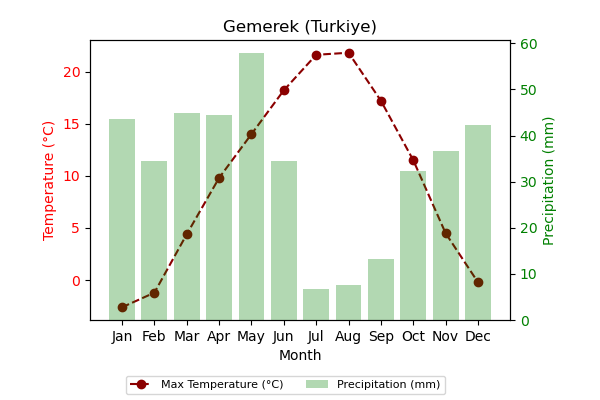 Gemerek (Turkiye)
60
20
50
15
40
10
30
5
20
0
10
0
Temperature (°C)
Precipitation (mm)
Jan Feb Mar Apr May Jun Jul Aug Sep Oct Nov Dec
Month
Max Temperature (°C) Precipitation (mm)